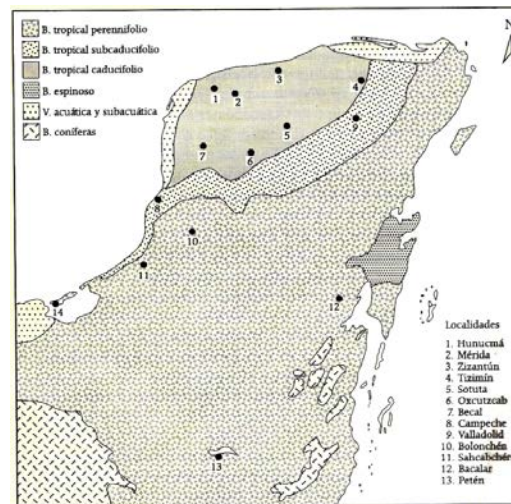 B. tropical perennifolio
B. tropical subcaducifolio
B. tropical caducifolio
B. espinoso
V. acuática y subacuática
B. coníferas
N
1
2
3
4
5
6
7
8
9
10
11
12
13
14
Localidades
1. Hunucmá
2. Mérida
3. Zizantún
4. Tizimín
5. Sotuta
6. Oxcutzcab
7. Becal
8. Campeche
9. Valladolid
10. Bolonchén
11. Sahcabchén
12. Bacalar
13. Petén